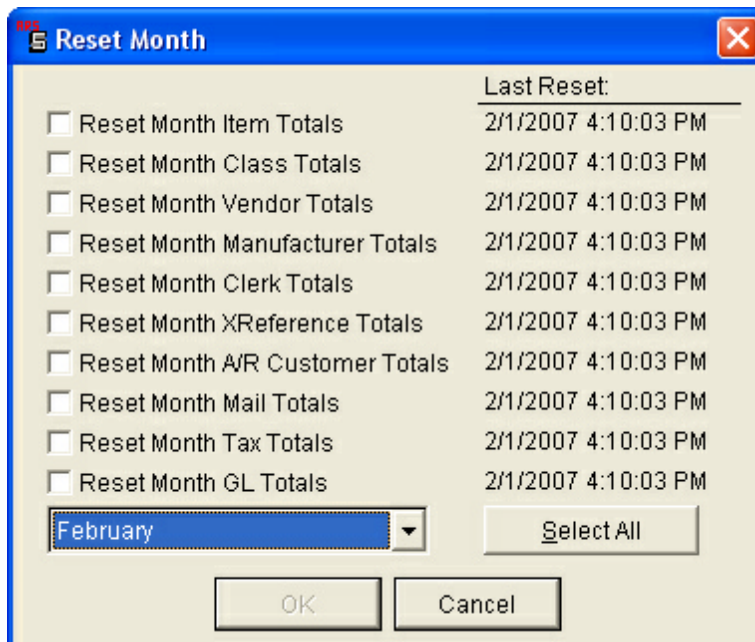 RPS
Reset Month
Last Reset:
Reset Month Item Totals 2/1/2007 4:10:03 PM
Reset Month Class Totals 2/1/2007 4:10:03 PM
Reset Month Vendor Totals 2/1/2007 4:10:03 PM
Reset Month Manufacturer Totals 2/1/2007 4:10:03 PM
Reset Month Clerk Totals 2/1/2007 4:10:03 PM
Reset Month XReference Totals 2/1/2007 4:10:03 PM
Reset Month A/R Customer Totals 2/1/2007 4:10:03 PM
Reset Month Mail Totals 2/1/2007 4:10:03 PM
Reset Month Tax Totals 2/1/2007 4:10:03 PM
Reset Month GL Totals 2/1/2007 4:10:03 PM
February Select All
OK Cancel